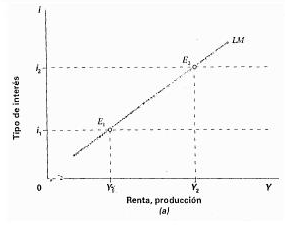 i
LM
E₂
i₂
E₁
i₁
Tipo de interés
0
Y₁
Y₂
Y
Renta, producción
(a)